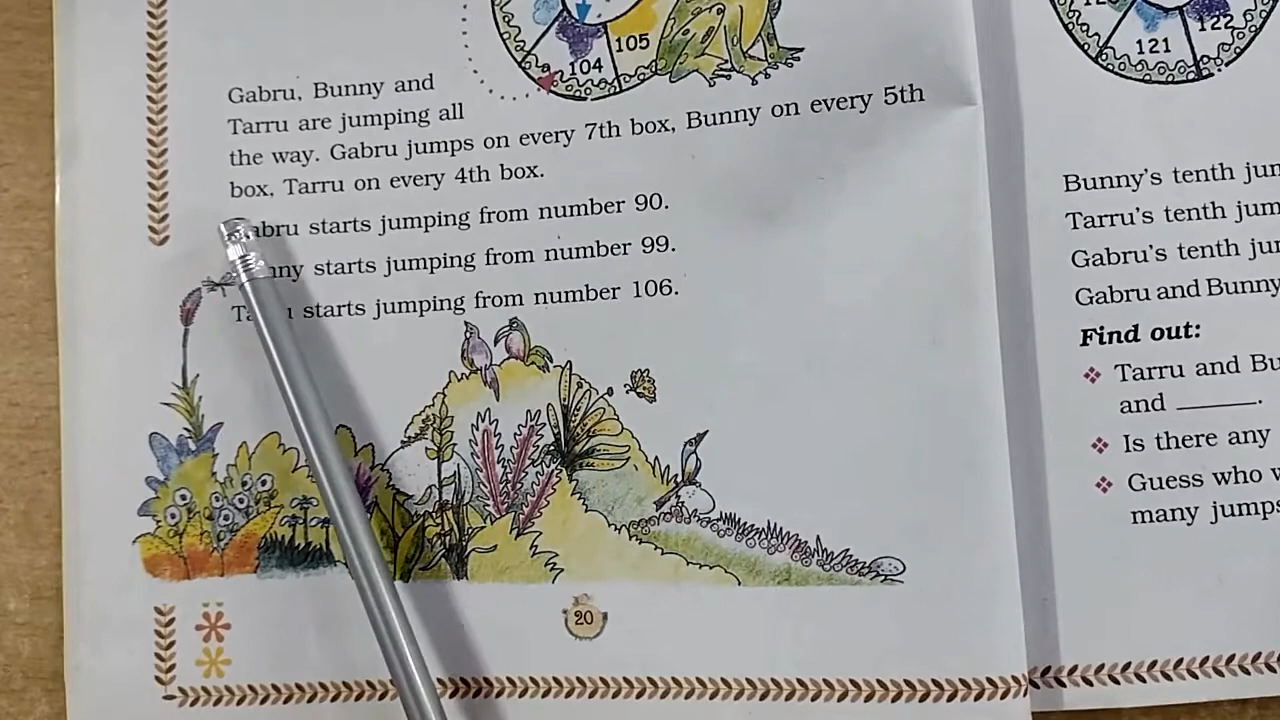 105
104
Gabru, Bunny and
Tarru are jumping all
the way. Gabru jumps on every 7th box, Bunny on every 5th
box, Tarru on every 4th box.
starts jumping from number 90.
starts jumping from number 99.
starts jumping from number 106.
20
121
122
Bunny's tenth
Tarru's tenth
Gabru's tenth
Gabru and Bunny
Find out:
Tarru and
and ______.
Is there any
Guess who
many